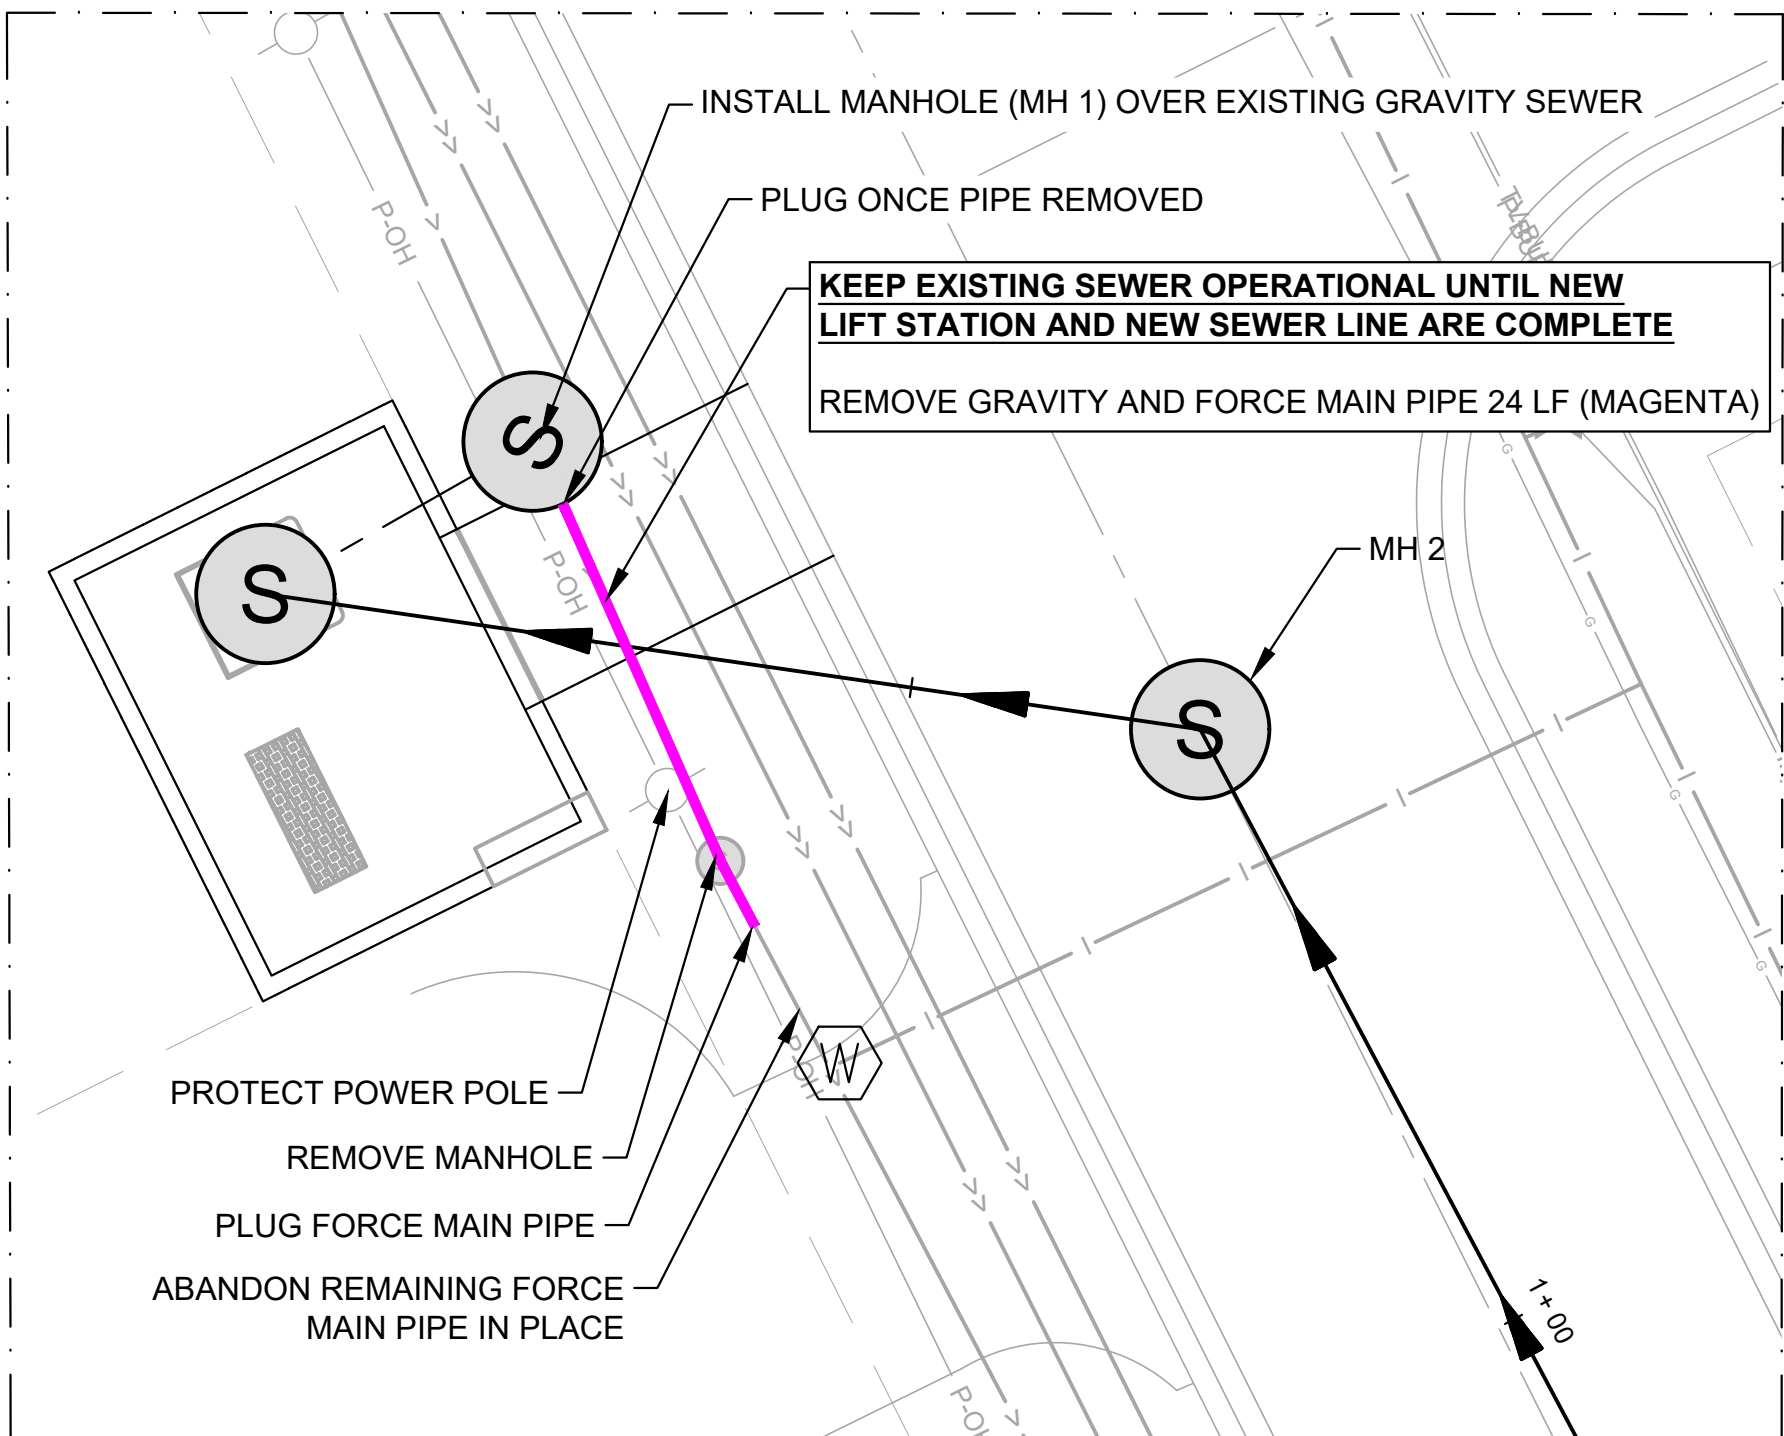 INSTALL MANHOLE (MH 1) OVER EXISTING GRAVITY SEWER
PLUG ONCE PIPE REMOVED
P-OH
KEEP EXISTING SEWER OPERATIONAL UNTIL NEW
LIFT STATION AND NEW SEWER LINE ARE COMPLETE
REMOVE GRAVITY AND FORCE MAIN PIPE 24 LF (MAGENTA)
S
G
MH 2
P-OH
S
G
S
G
G
P-OH
W
PROTECT POWER POLE
REMOVE MANHOLE
PLUG FORCE MAIN PIPE
ABANDON REMAINING FORCE
MAIN PIPE IN PLACE
1+00
P-OH